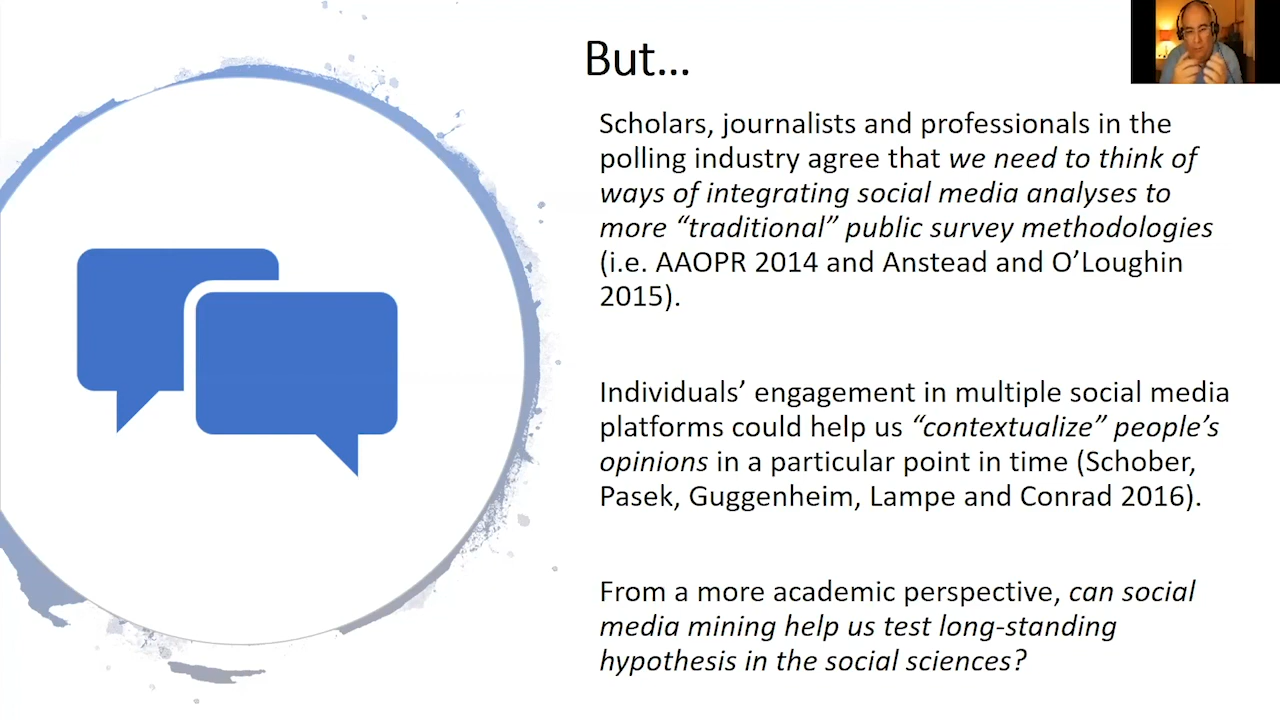 But...
Scholars, journalists and professionals in the
polling industry agree that we need to think of
ways of integrating social media analyses to
more “traditional” public survey methodologies
(i.e. AAOPR 2014 and Anstead and O’Loughin
2015).
Individuals’ engagement in multiple social media
platforms could help us “contextualize” people’s
opinions in a particular point in time (Schober,
Pasek, Guggenheim, Lampe and Conrad 2016).
From a more academic perspective, can social
media mining help us test long-standing
hypothesis in the social sciences?